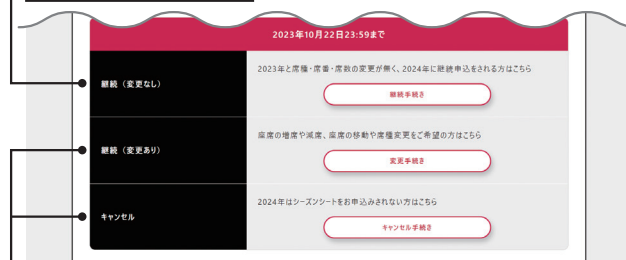 2023年10月22日23:59まで
継続（変更なし）
2023年と席種・席番・席数の変更が無く、2024年に継続申込をされる方はこちら
継続手続き
継続（変更あり）
座席の増席や減席、座席の移動や席種変更をご希望の方はこちら
変更手続き
キャンセル
2024年はシーズンシートをお申込みされない方はこちら
キャンセル手続き